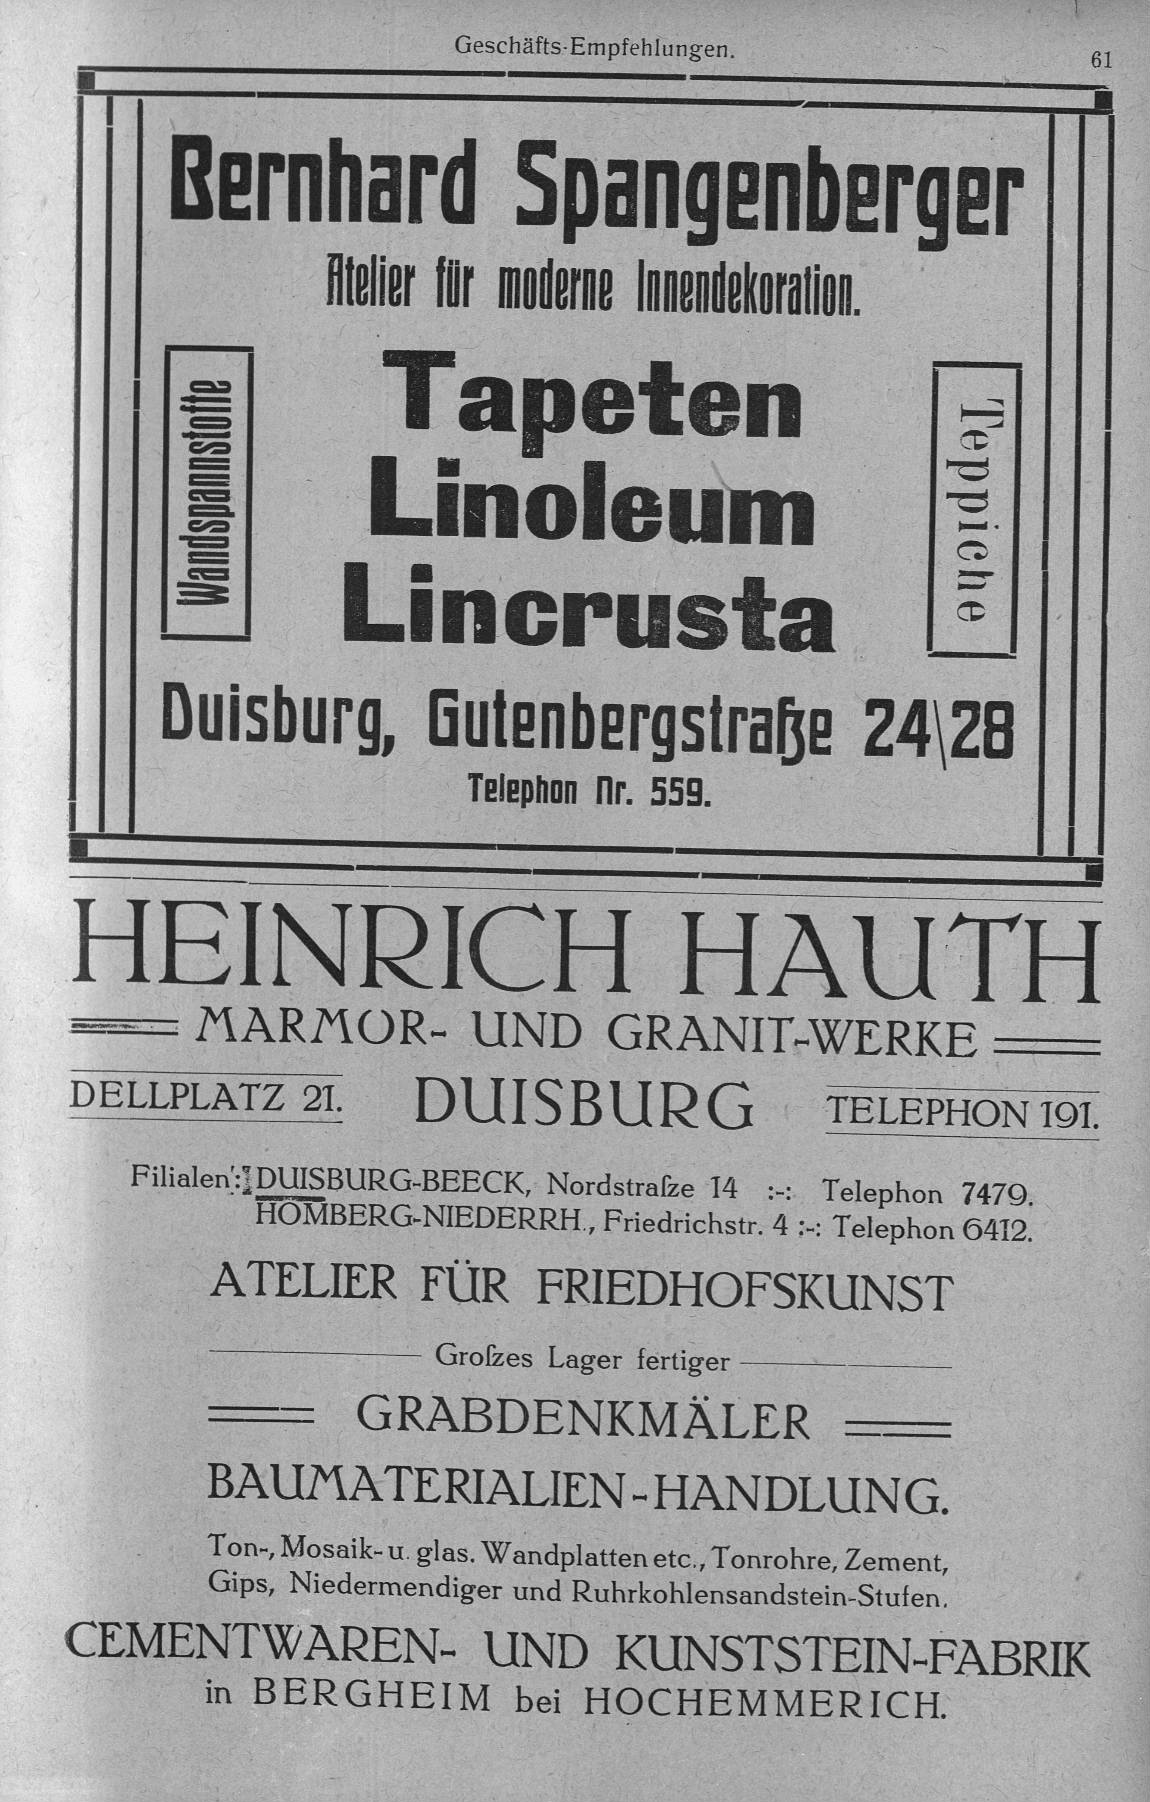 Geschäfts-Empfehlungen.
61
Bernhard Spangenberger
Atelier für moderne Innendekoration.
Wandspannstoffe
Tapeten
Linoleum
Lincrusta
Teppiche
Duisburg, Gutenbergstraße 24\28
Telephon Nr. 559.
HEINRICH HAUTH
MARMOR- UND GRANIT-WERKE
DELLPLATZ 21. DUISBURG TELEPHON 191.
Filialen: DUISBURG-BEECK, Nordstraſze 14 :-: Telephon 7479.
HOMBERG-NIEDERRH., Friedrichstr. 4 :-: Telephon 6412.
ATELIER FÜR FRIEDHOFSKUNST
Groſzes Lager fertiger
GRABDENKMÄLER
BAUMATERIALIEN-HANDLUNG.
Ton-, Mosaik- u. glas. Wandplatten etc., Tonrohre, Zement,
Gips, Niedermendiger und Ruhrkohlensandstein-Stufen.
CEMENTWAREN- UND KUNSTSTEIN-FABRIK
in BERGHEIM bei HOCHEMMERICH.